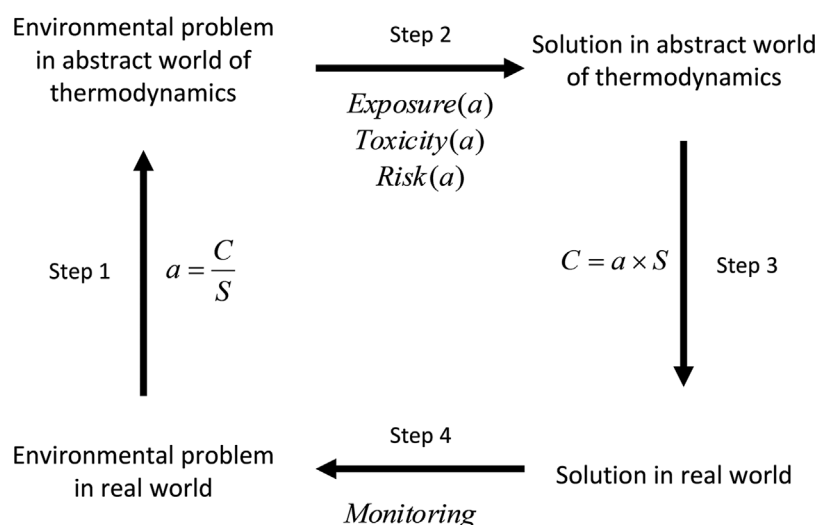 Environmental problem
in abstract world of
thermodynamics
Step 2
Exposure(a)
Toxicity(a)
Risk(a)
Solution in abstract world
of thermodynamics
Step 1
a = C/S
C = a × S
Step 3
Environmental problem
in real world
Step 4
Monitoring
Solution in real world